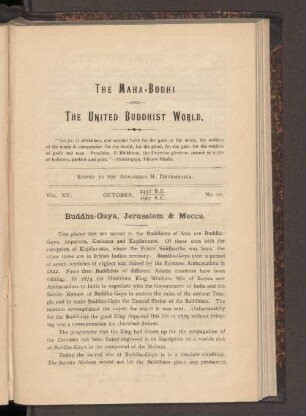 THE MAHA-BODHI
—AND—
THE UNITED BUDDHIST WORLD.
"Go ye, O Bhikkhus, and wander forth for the gain of the many, the welfare
of the many in compassion for the world, for the good, for the gain, for the welfare
of gods and men. Proclaim, O Bhikkhus, the Doctrine glorious, preach ye a life
of holiness, perfect and pure."—Mahavagga, Vinaya Pitaka.
EDITED BY THE ANAGARIKA H. DHARMAPALA.
VOL. XV. OCTOBER, 2451 B.E. 1907 A.C. No. 10.
Buddha-Gaya, Jerusalem & Mecca.
The places that are sacred to the Buddhists of Asia are Buddha-
Gaya, Isipatana, Kusinara and Kapilavastu. Of these sites with the
exception of Kapilavastu, where the Prince Siddhartha was born, the
other three are in British Indian territory. Buddha-Gaya after a period
of seven centuries of neglect was visited by the Burmese Ambassadors in
Since then Buddhists of different Asiatic countries have been
visiting. In 1874 the illustrious King Mindoon Min of Burma sent
Ambassadors to India to negotiate with the Government of India and the
Saivite Mahant of Buddha-Gaya to restore the ruins of the ancient Temple
and to make Buddha-Gaya the Central Shrine of the Buddhists. The
mission accomplished the object for which it was sent. Unfortunately
for the Buddhists the good King departed this life in 1879 without bring-
ing into a consummation his cherished desires.
The programme that the King had drawn up for the propagation of
the Dhamma has been found engraved in an inscription on a marble slab
at Buddha-Gaya in the compound of the Mahant.
Today the sacred site at Buddha-Gaya is in a desolate condition.
The Saivite Mahant would not let the Buddhists place any permanent